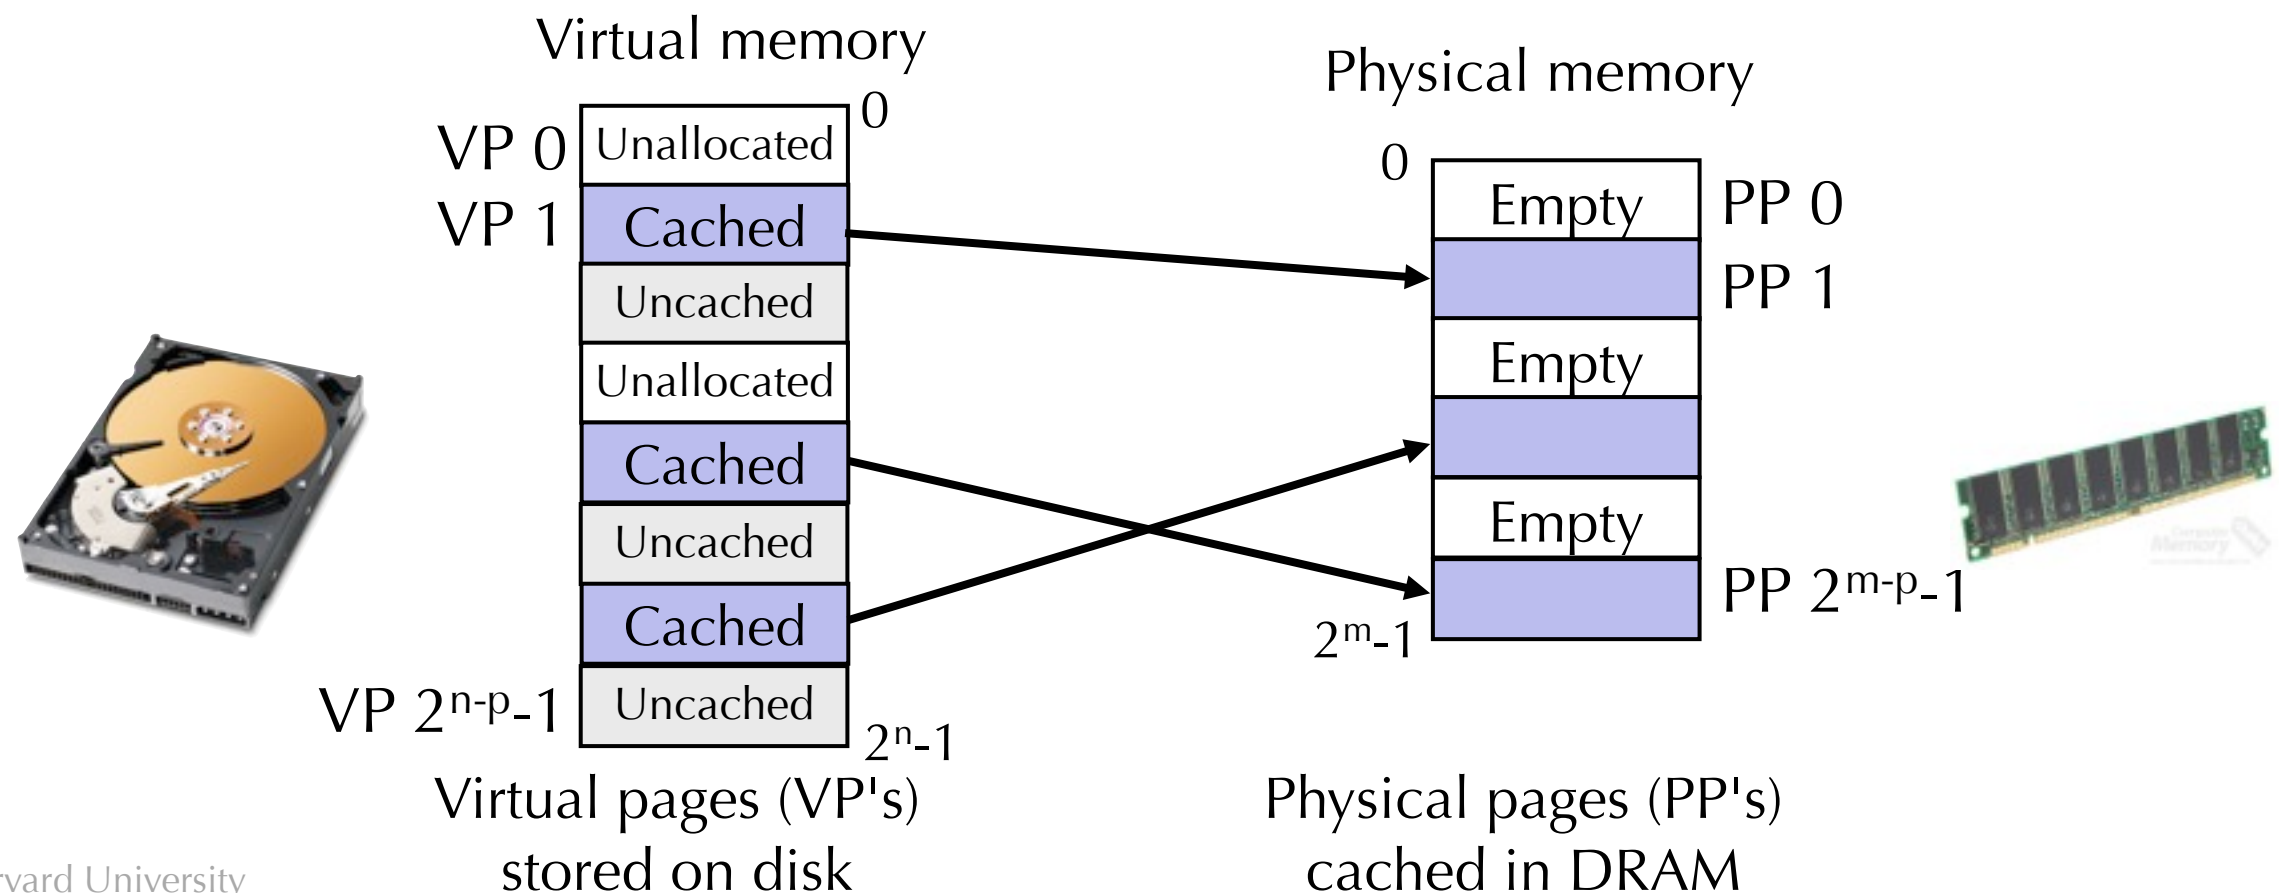 Virtual memory
Physical memory
0
VP 0
Unallocated
VP 1
Cached
Uncached
Unallocated
Cached
Uncached
Cached
VP 2ⁿ⁻ᵖ-1
Uncached
2ⁿ-1
0
Empty
PP 0
PP 1
Empty
Empty
PP 2ᵐ⁻ᵖ-1
2ᵐ-1
Memory
Virtual pages (VP's)
stored on disk
Physical pages (PP's)
cached in DRAM
vard University